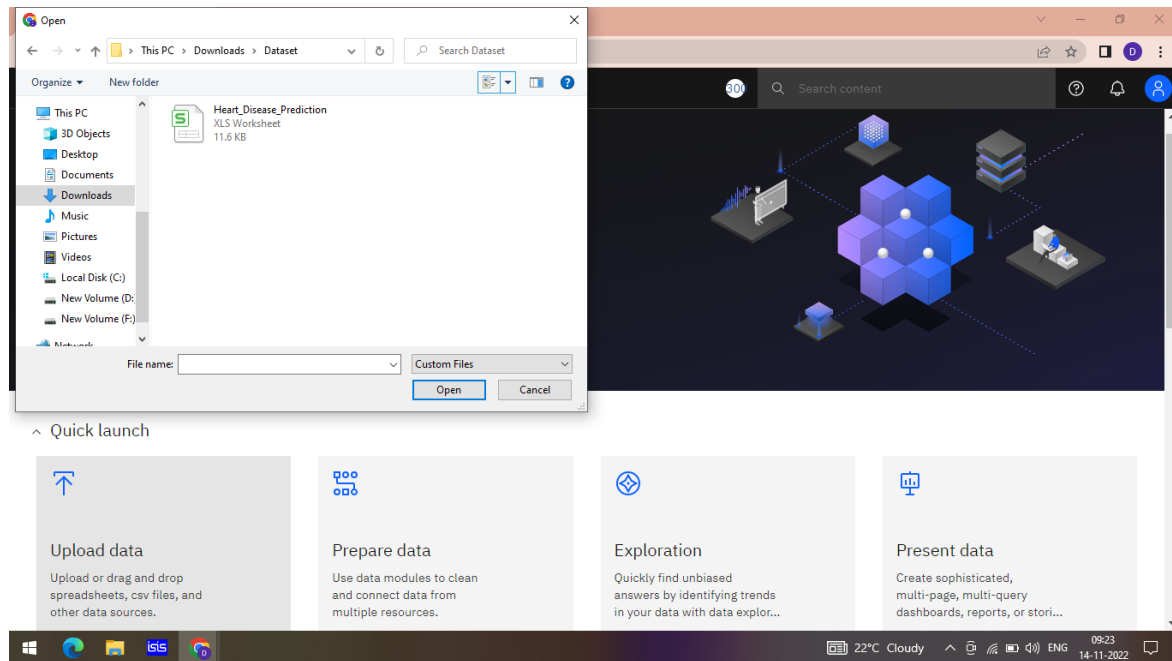 Open
This PC > Downloads > Dataset
Search Dataset
Organize
New folder
This PC
3D Objects
Desktop
Documents
Downloads
Music
Pictures
Videos
Local Disk (C:)
New Volume (D:
New Volume (F:)
Network
Heart_Disease_Prediction
XLS Worksheet
11.6 KB
File name:
Custom Files
Open
Cancel
D
30
Search content
Quick launch
Upload data
Upload or drag and drop
spreadsheets, csv files, and
other data sources.
Prepare data
Use data modules to clean
and connect data from
multiple resources.
Exploration
Quickly find unbiased
answers by identifying trends
in your data with data explor...
Present data
Create sophisticated,
multi-page, multi-query
dashboards, reports, or stori...
isis
22°C Cloudy
ENG
09:23
14-11-2022